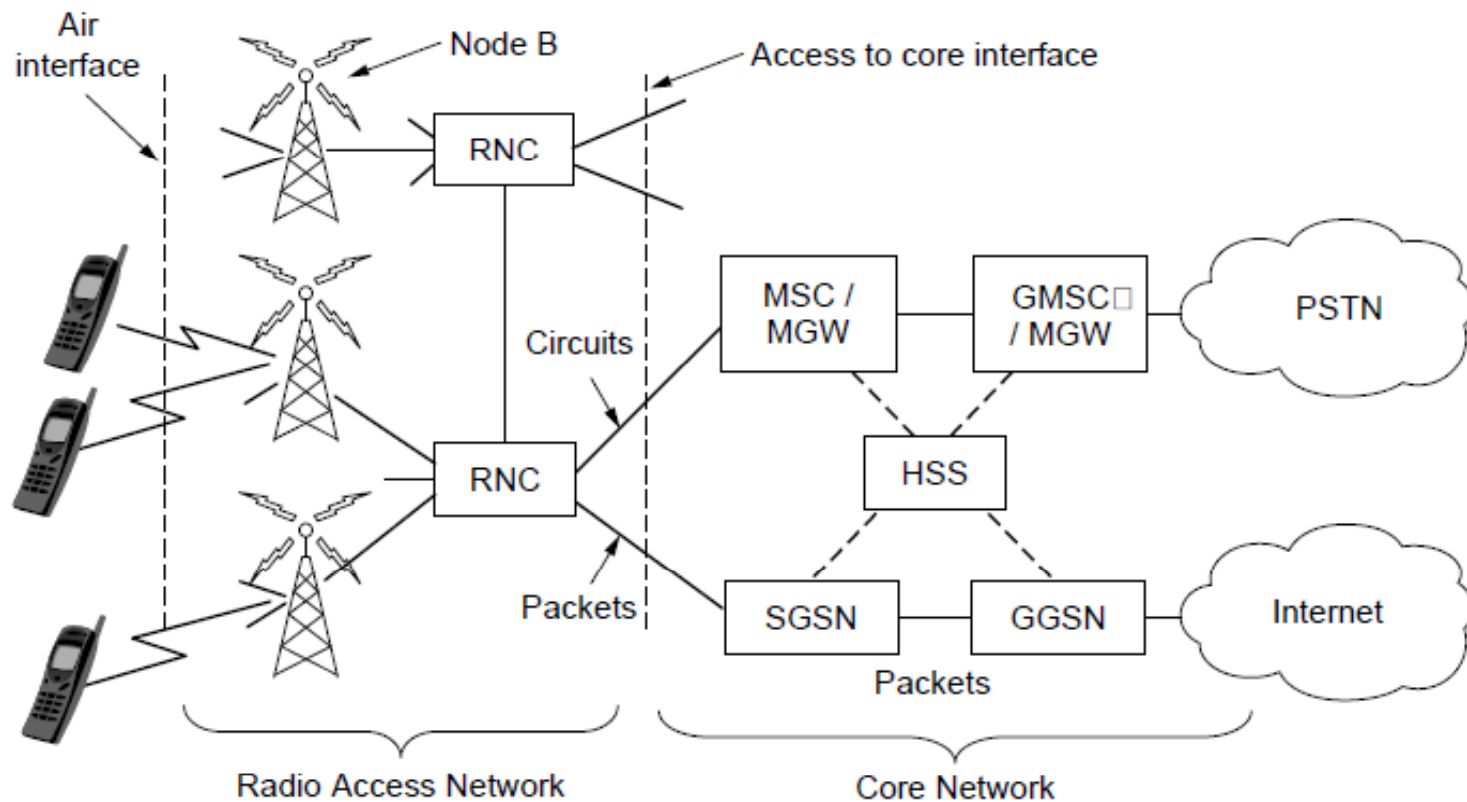 Air
interface
Node B
Access to core interface
RNC
MSC /
MGW
GMSC□
/ MGW
PSTN
Circuits
RNC
HSS
Packets
SGSN
GGSN
Internet
Packets
Radio Access Network
Core Network